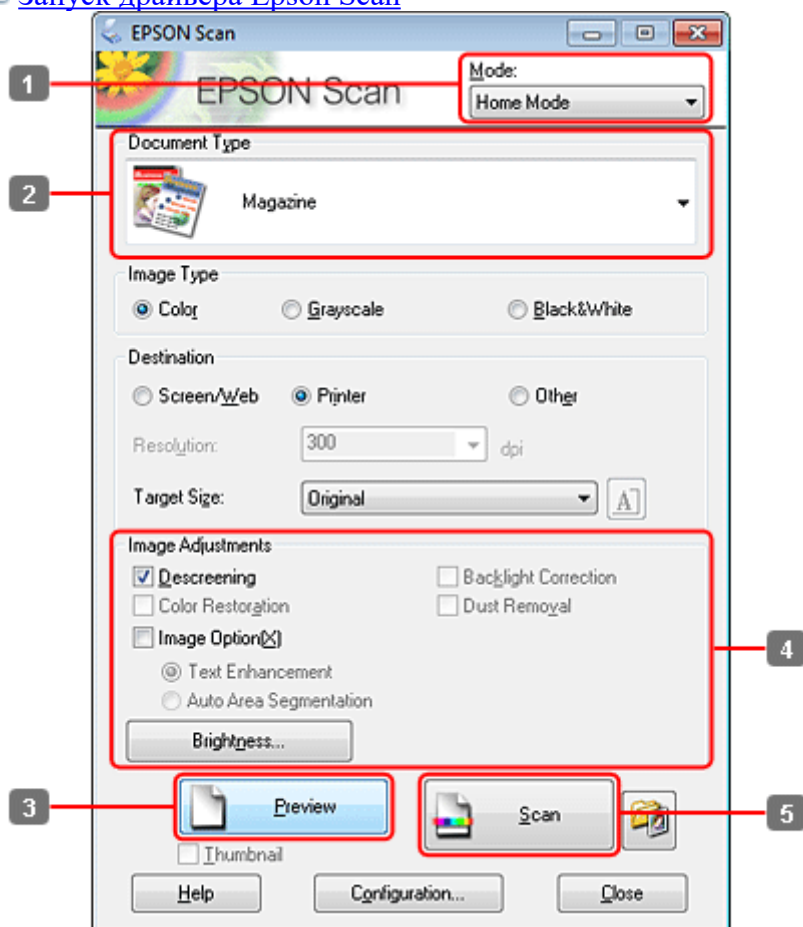 Запуск драйвера Epson Scan
EPSON Scan
EPSON Scan
Mode:
1
Home Mode
Document Type
2
Magazine
Image Type
Color Grayscale Black&White
Destination
Screen/Web Printer Other
Resolution: 300 dpi
Target Size: Original A
Image Adjustments
Descreening Backlight Correction
Color Restoration Dust Removal
Image Option(X)
4
Text Enhancement
Auto Area Segmentation
Brightness...
3 Preview Scan 5
Thumbnail
Help Configuration... Close